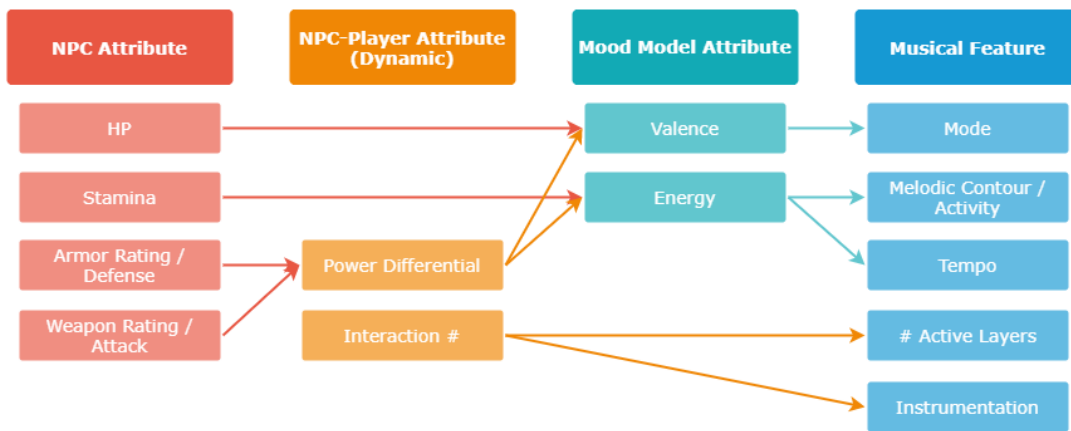 NPC Attribute
NPC-Player Attribute
(Dynamic)
Mood Model Attribute
Musical Feature
HP
Valence
Mode
Stamina
Energy
Melodic Contour /
Activity
Armor Rating /
Defense
Power Differential
Tempo
Weapon Rating /
Attack
Interaction #
# Active Layers
Instrumentation